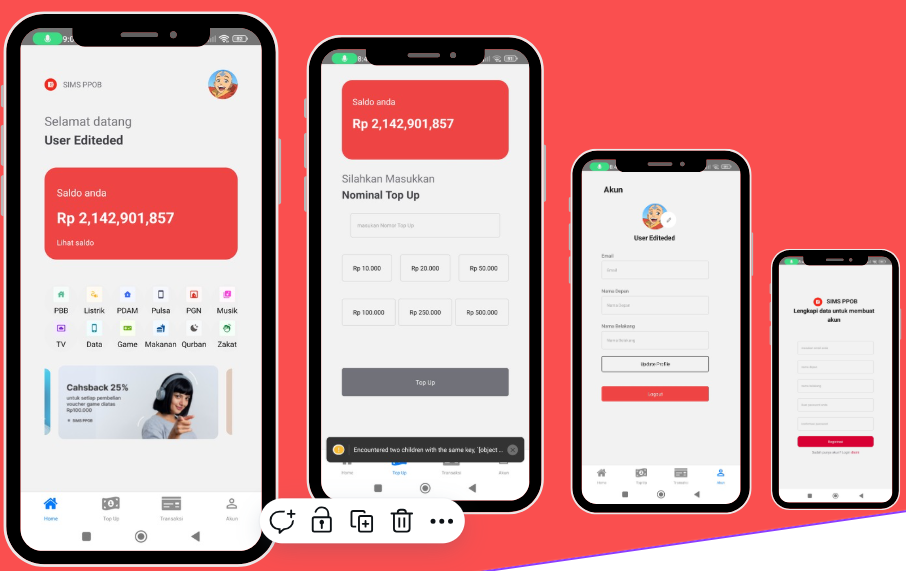 9:0
92
SIMS PPOB
Selamat datang
User Editeded
Saldo anda
Rp 2,142,901,857
Lihat saldo
PBB Listrik PDAM Pulsa PGN Musik
TV Data Game Makanan Qurban Zakat
Cahsback 25%
untuk setiap pembelian
voucher game diatas
Rp100.000
SIMS PPOB
Home Top Up Transaksi Akun
8:4
Saldo anda
Rp 2,142,901,857
Silahkan Masukkan
Nominal Top Up
masukan Nomial Top Up
Rp 10.000 Rp 20.000 Rp 50.000
Rp 100.000 Rp 250.000 Rp 500.000
Top Up
Encountered two children with the same key, `[object ...
Home Top Up Transaksi Akun
Akun
User Editeded
Email
Email
Nama Depan
Nama Depan
Nama Belakang
Nama Belakang
Update Profile
Logout
Home Top Up Transaksi Akun
SIMS PPOB
Lengkapi data untuk membuat
akun
Registrasi